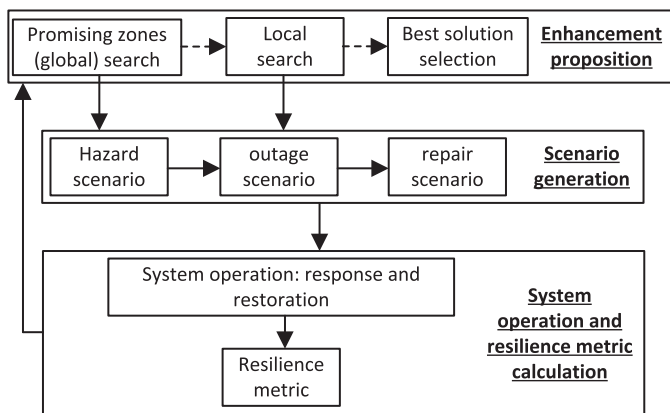 Promising zones
(global) search
Local
search
Best solution
selection
Enhancement
proposition
Hazard
scenario
outage
scenario
repair
scenario
Scenario
generation
System operation: response and
restoration
Resilience
metric
System
operation and
resilience metric
calculation